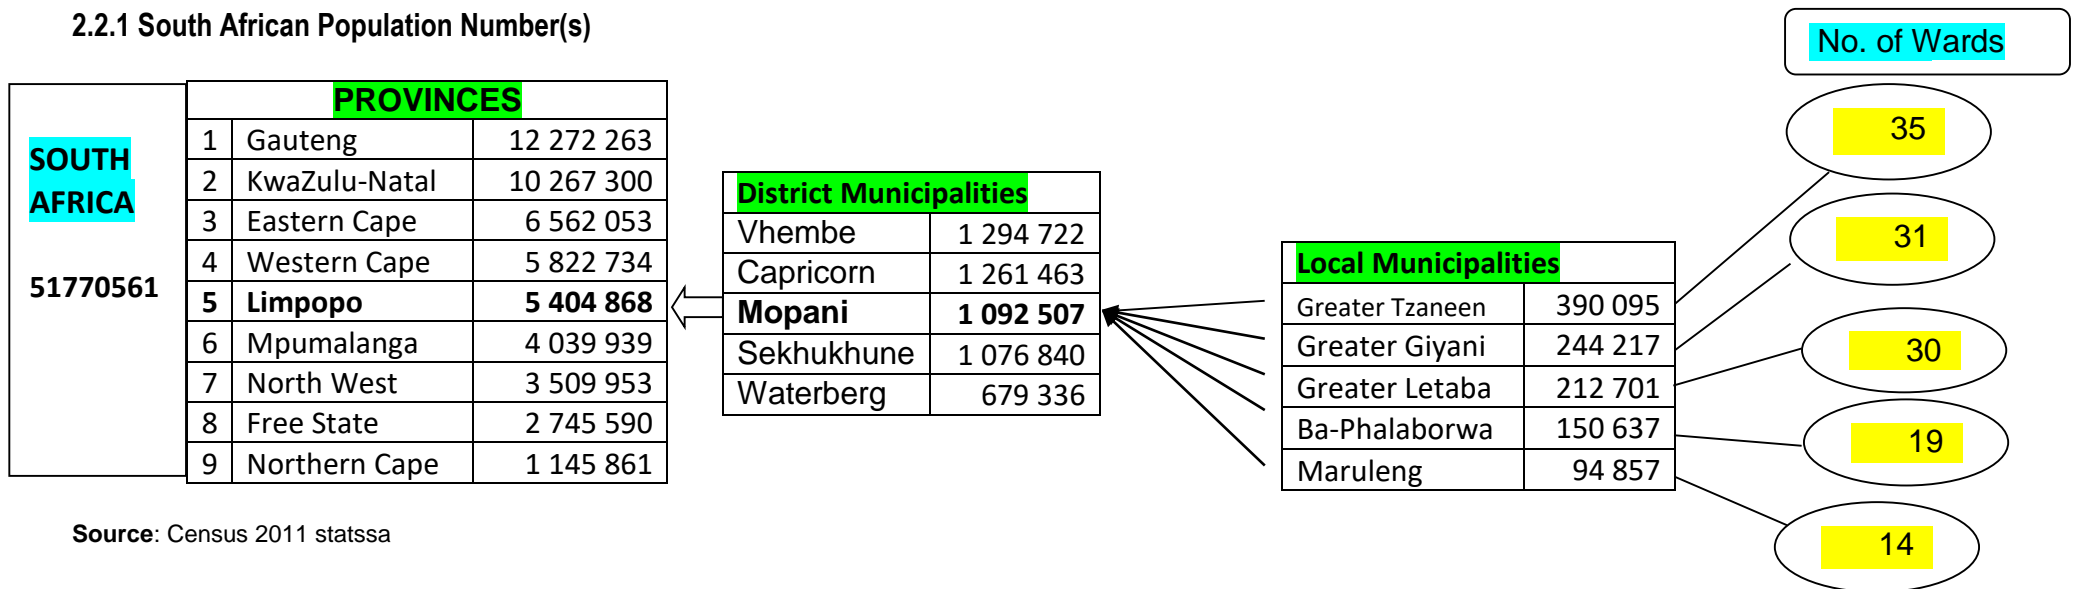 2.2.1 South African Population Number(s)
No. of Wards
SOUTH
AFRICA
51770561
PROVINCES
1 Gauteng 12 272 263
2 KwaZulu-Natal 10 267 300
3 Eastern Cape 6 562 053
4 Western Cape 5 822 734
5 Limpopo 5 404 868
6 Mpumalanga 4 039 939
7 North West 3 509 953
8 Free State 2 745 590
9 Northern Cape 1 145 861
District Municipalities
Vhembe 1 294 722
Capricorn 1 261 463
Mopani 1 092 507
Sekhukhune 1 076 840
Waterberg 679 336
Local Municipalities
Greater Tzaneen 390 095
Greater Giyani 244 217
Greater Letaba 212 701
Ba-Phalaborwa 150 637
Maruleng 94 857
35
31
30
19
14
Source: Census 2011 statssa